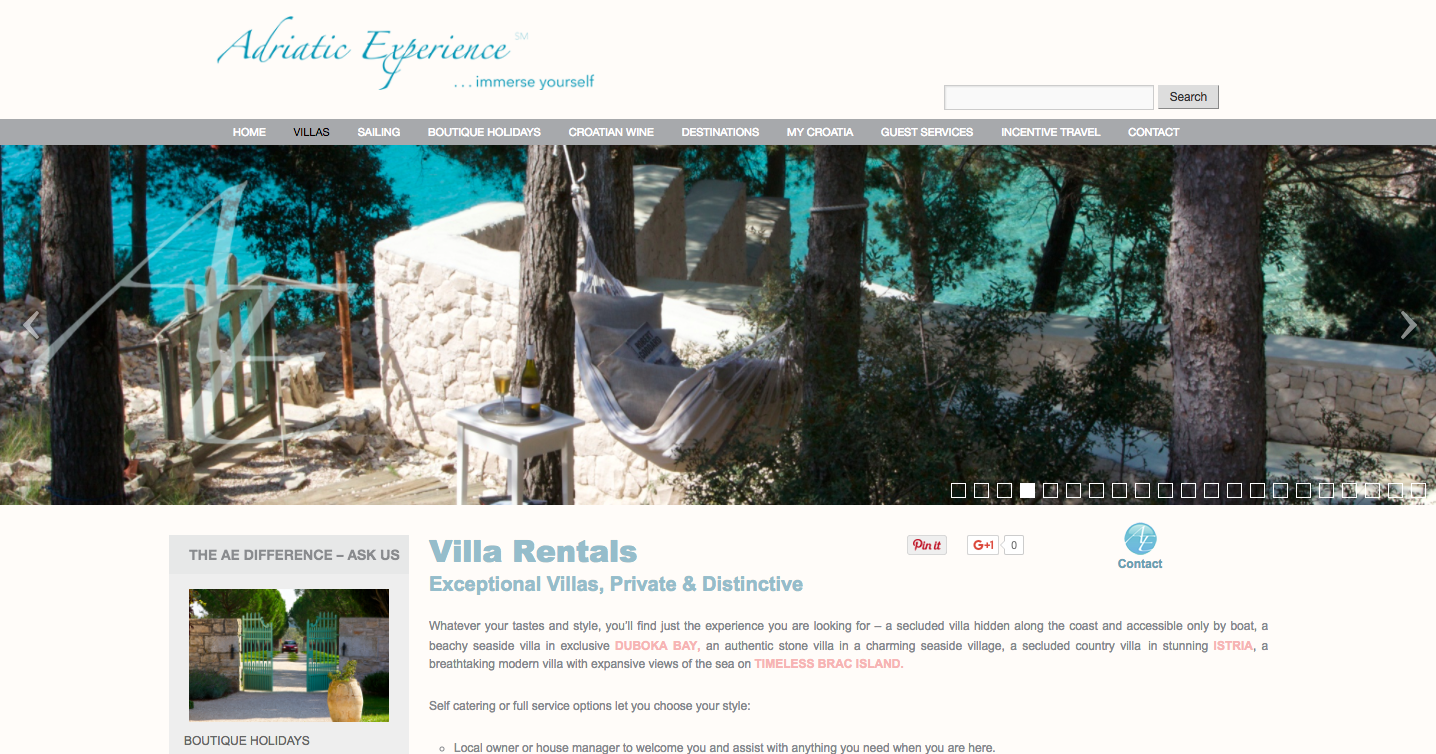 Adriatic Experience SM
...immerse yourself
Search
HOME VILLAS SAILING BOUTIQUE HOLIDAYS CROATIAN WINE DESTINATIONS MY CROATIA GUEST SERVICES INCENTIVE TRAVEL CONTACT
AE
THE AE DIFFERENCE – ASK US
BOUTIQUE HOLIDAYS
Villa Rentals
Pin it
G+1 0
AE
Contact
Exceptional Villas, Private & Distinctive
Whatever your tastes and style, you'll find just the experience you are looking for – a secluded villa hidden along the coast and accessible only by boat, a
beachy seaside villa in exclusive DUBOKA BAY, an authentic stone villa in a charming seaside village, a secluded country villa in stunning ISTRIA, a
breathtaking modern villa with expansive views of the sea on TIMELESS BRAC ISLAND.
Self catering or full service options let you choose your style:
Local owner or house manager to welcome you and assist with anything you need when you are here.